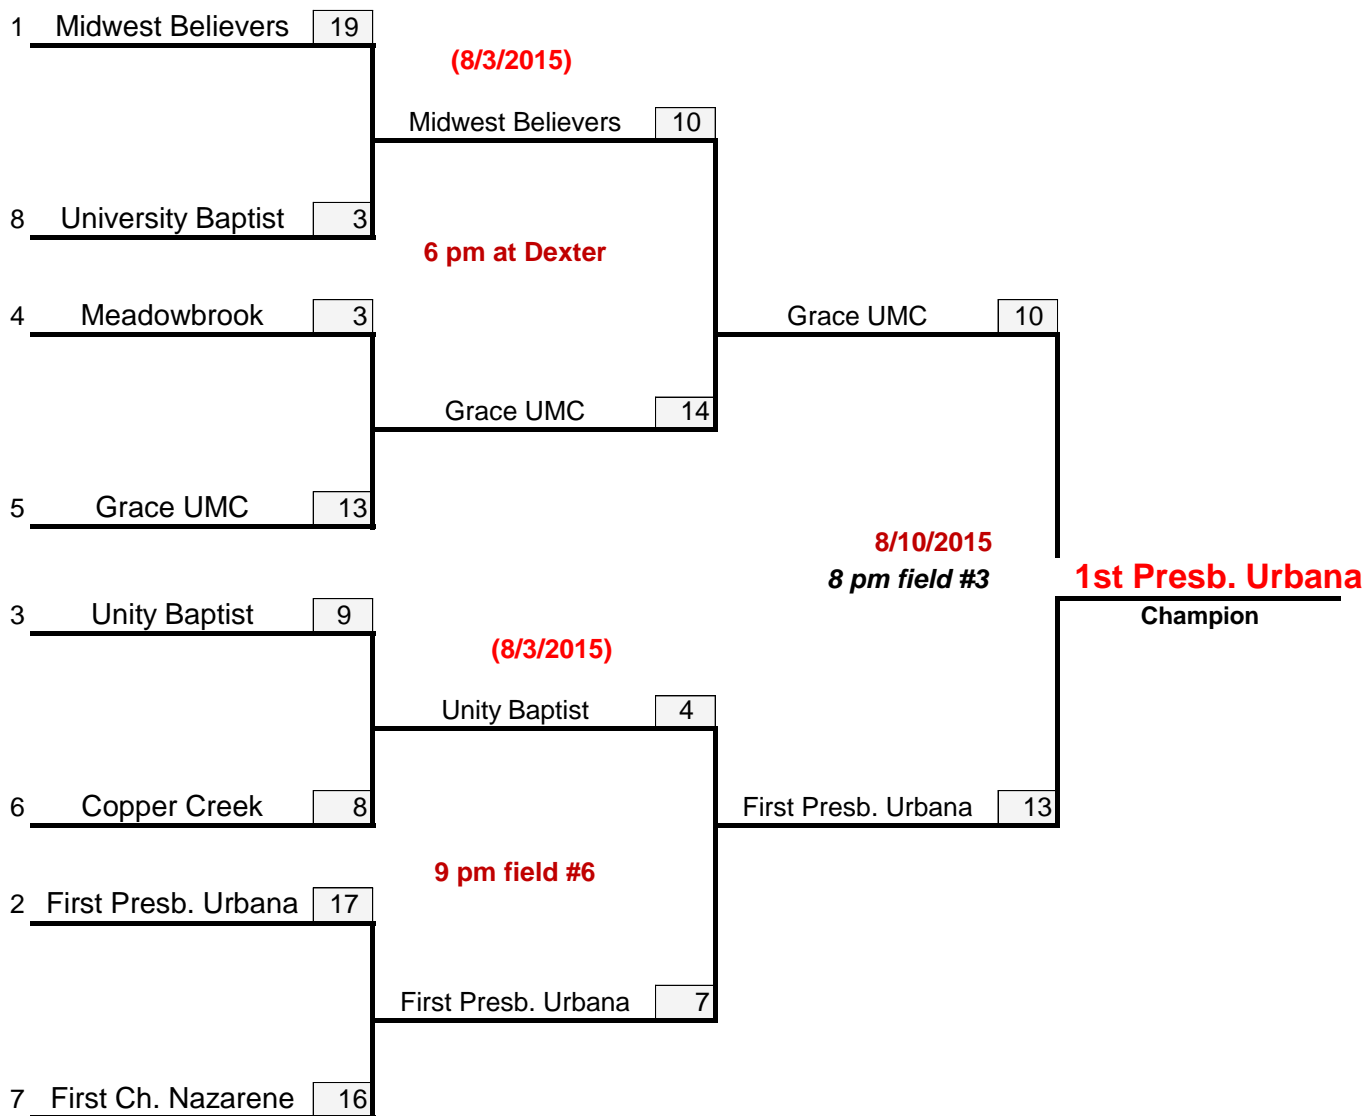 1 Midwest Believers 19
(8/3/2015)
Midwest Believers 10
8 University Baptist 3
6 pm at Dexter
4 Meadowbrook 3
Grace UMC 10
Grace UMC 14
5 Grace UMC 13
8/10/2015
8 pm field #3
1st Presb. Urbana
Champion
3 Unity Baptist 9
(8/3/2015)
Unity Baptist 4
6 Copper Creek 8
First Presb. Urbana 13
9 pm field #6
2 First Presb. Urbana 17
First Presb. Urbana 7
7 First Ch. Nazarene 16